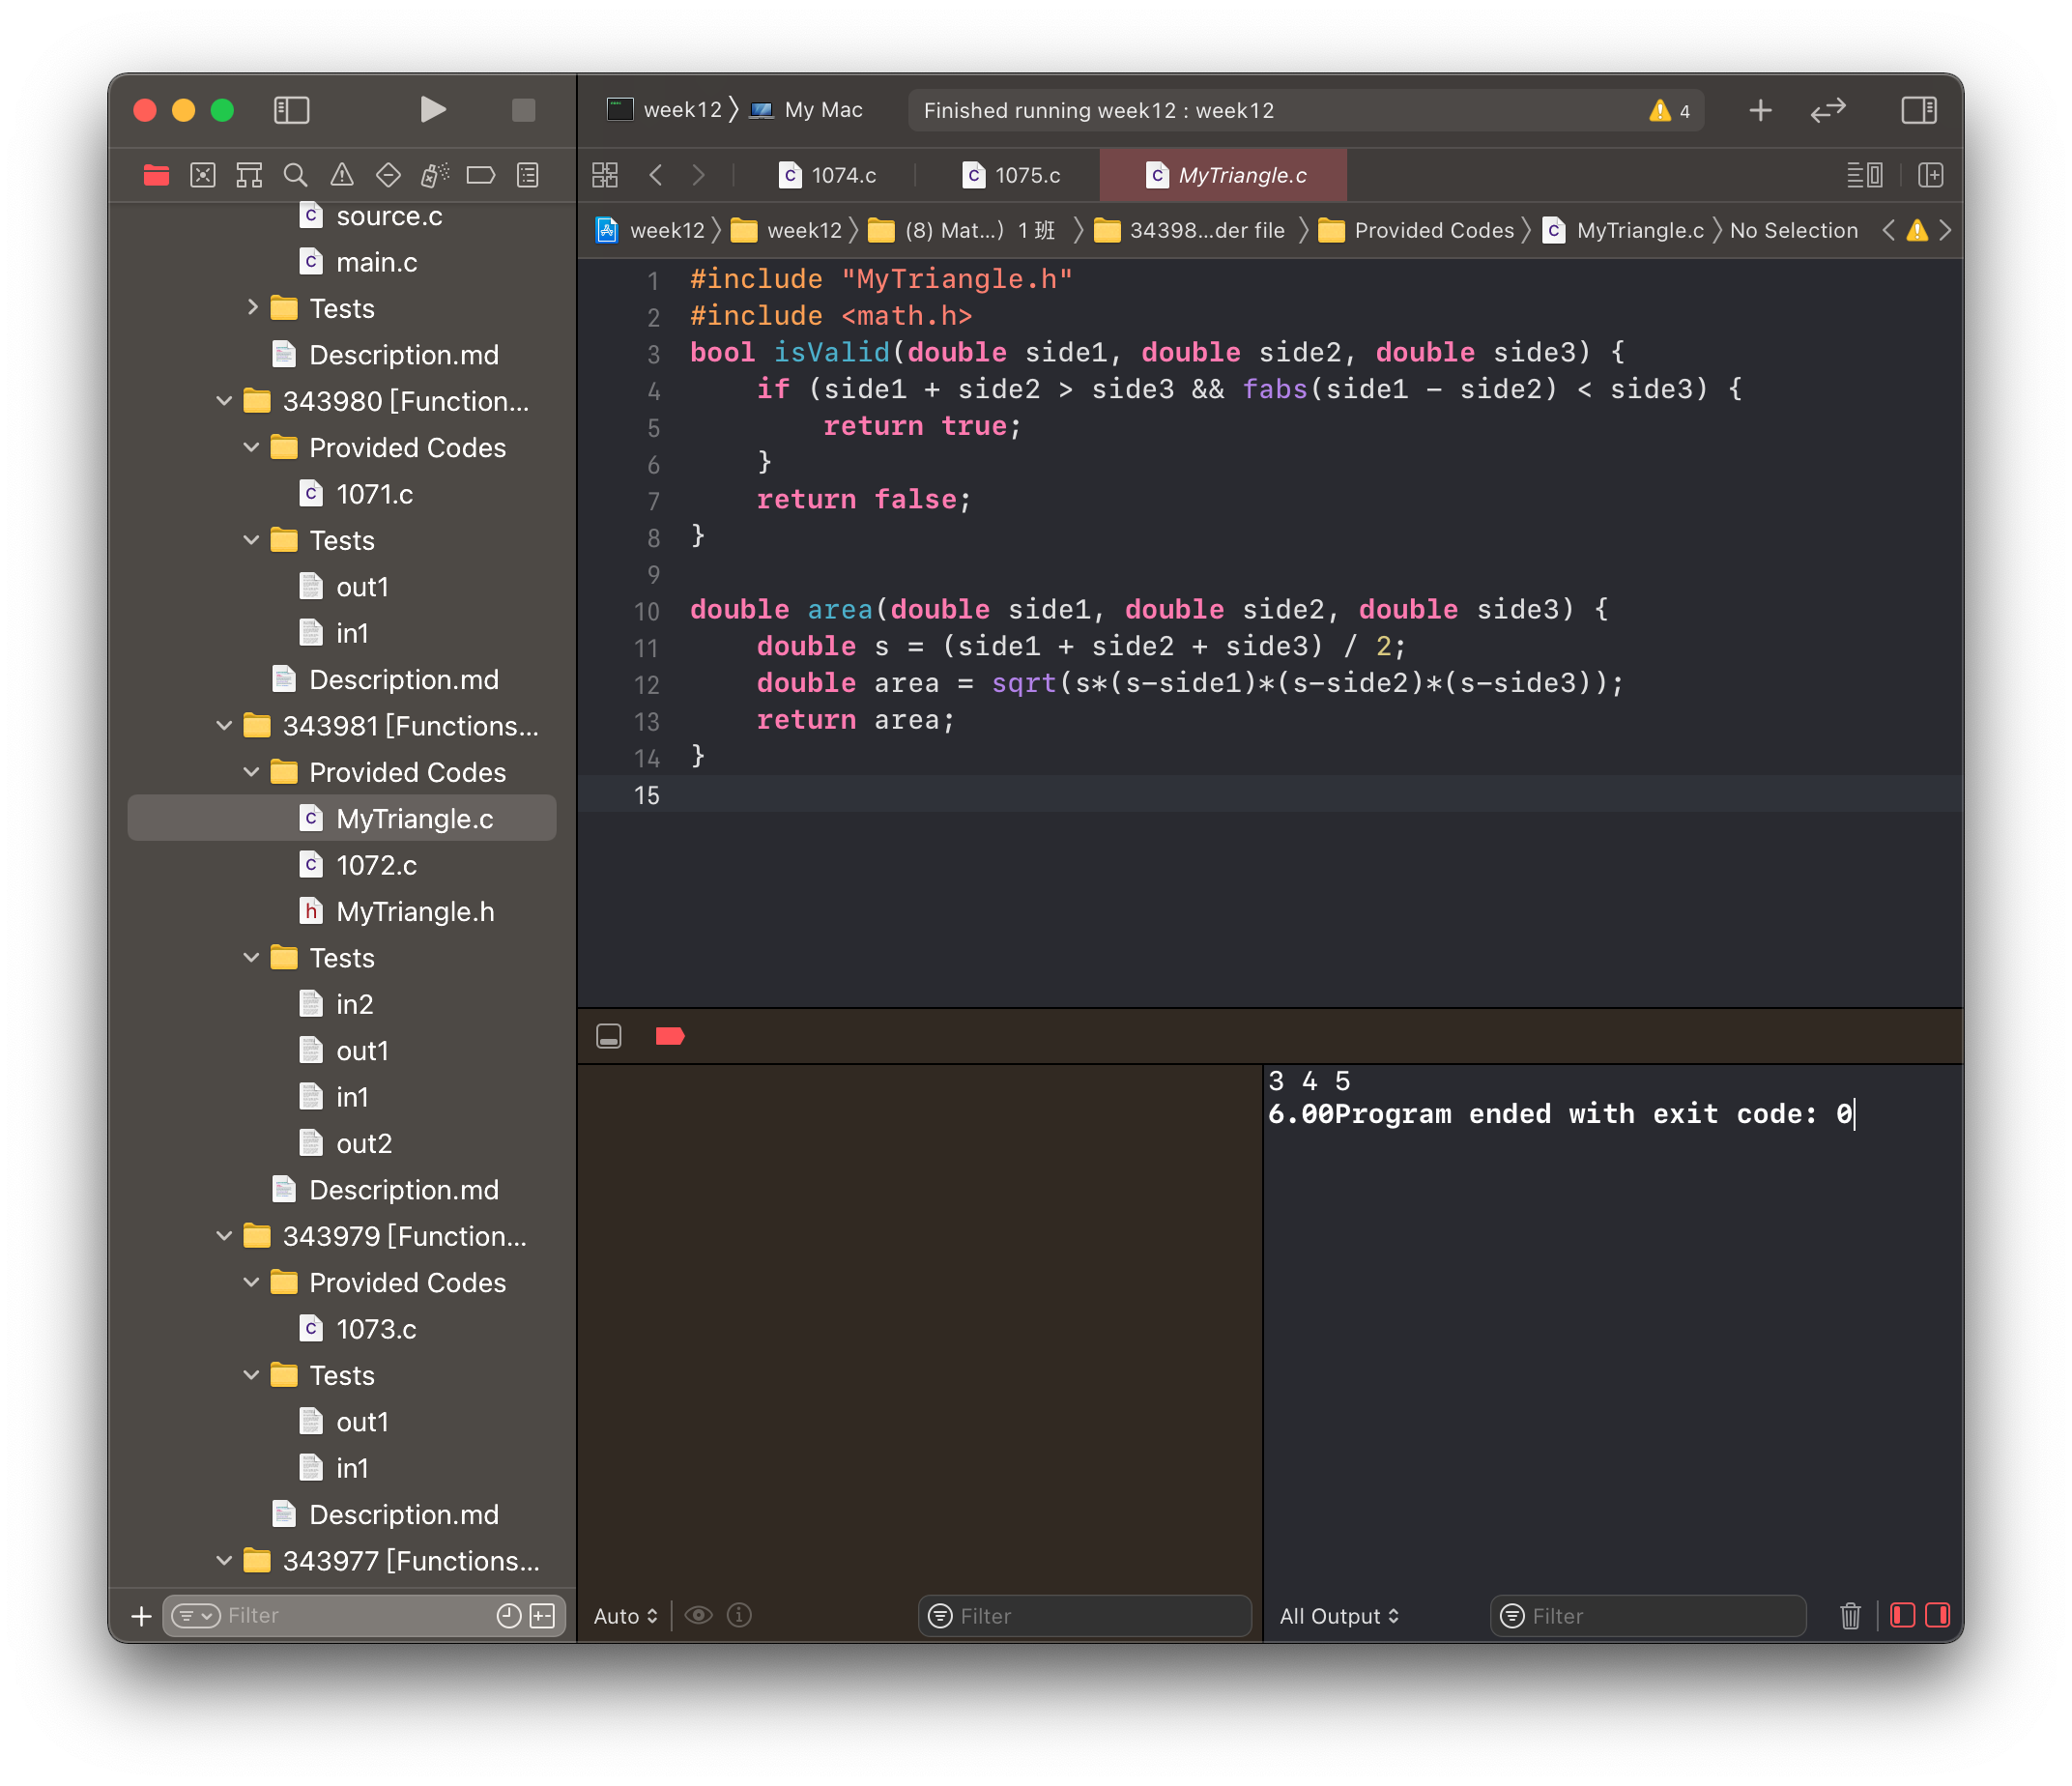 week12 〉 My Mac
Finished running week12 : week12
4
1074.c
1075.c
MyTriangle.c
week12 〉 week12 〉 (8) Mat...) 1 班 〉 34398...der file 〉 Provided Codes 〉 MyTriangle.c 〉 No Selection
source.c
main.c
Tests
Description.md
343980 [Function...
Provided Codes
1071.c
Tests
out1
in1
Description.md
343981 [Functions...
Provided Codes
MyTriangle.c
1072.c
MyTriangle.h
Tests
in2
out1
in1
out2
Description.md
343979 [Function...
Provided Codes
1073.c
Tests
out1
in1
Description.md
343977 [Functions...
Filter
1 #include "MyTriangle.h"
2 #include <math.h>
3 bool isValid(double side1, double side2, double side3) {
4     if (side1 + side2 > side3 && fabs(side1 - side2) < side3) {
5         return true;
6     }
7     return false;
8 }
9
10 double area(double side1, double side2, double side3) {
11     double s = (side1 + side2 + side3) / 2;
12     double area = sqrt(s*(s-side1)*(s-side2)*(s-side3));
13     return area;
14 }
15
3 4 5
6.00Program ended with exit code: 0
Auto
Filter
All Output
Filter